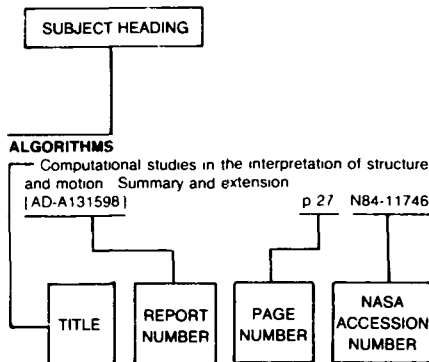 SUBJECT HEADING
ALGORITHMS
Computational studies in the interpretation of structure
and motion Summary and extension
[AD-A131598] p 27 N84-11746
TITLE
REPORT
NUMBER
PAGE
NUMBER
NASA
ACCESSION
NUMBER